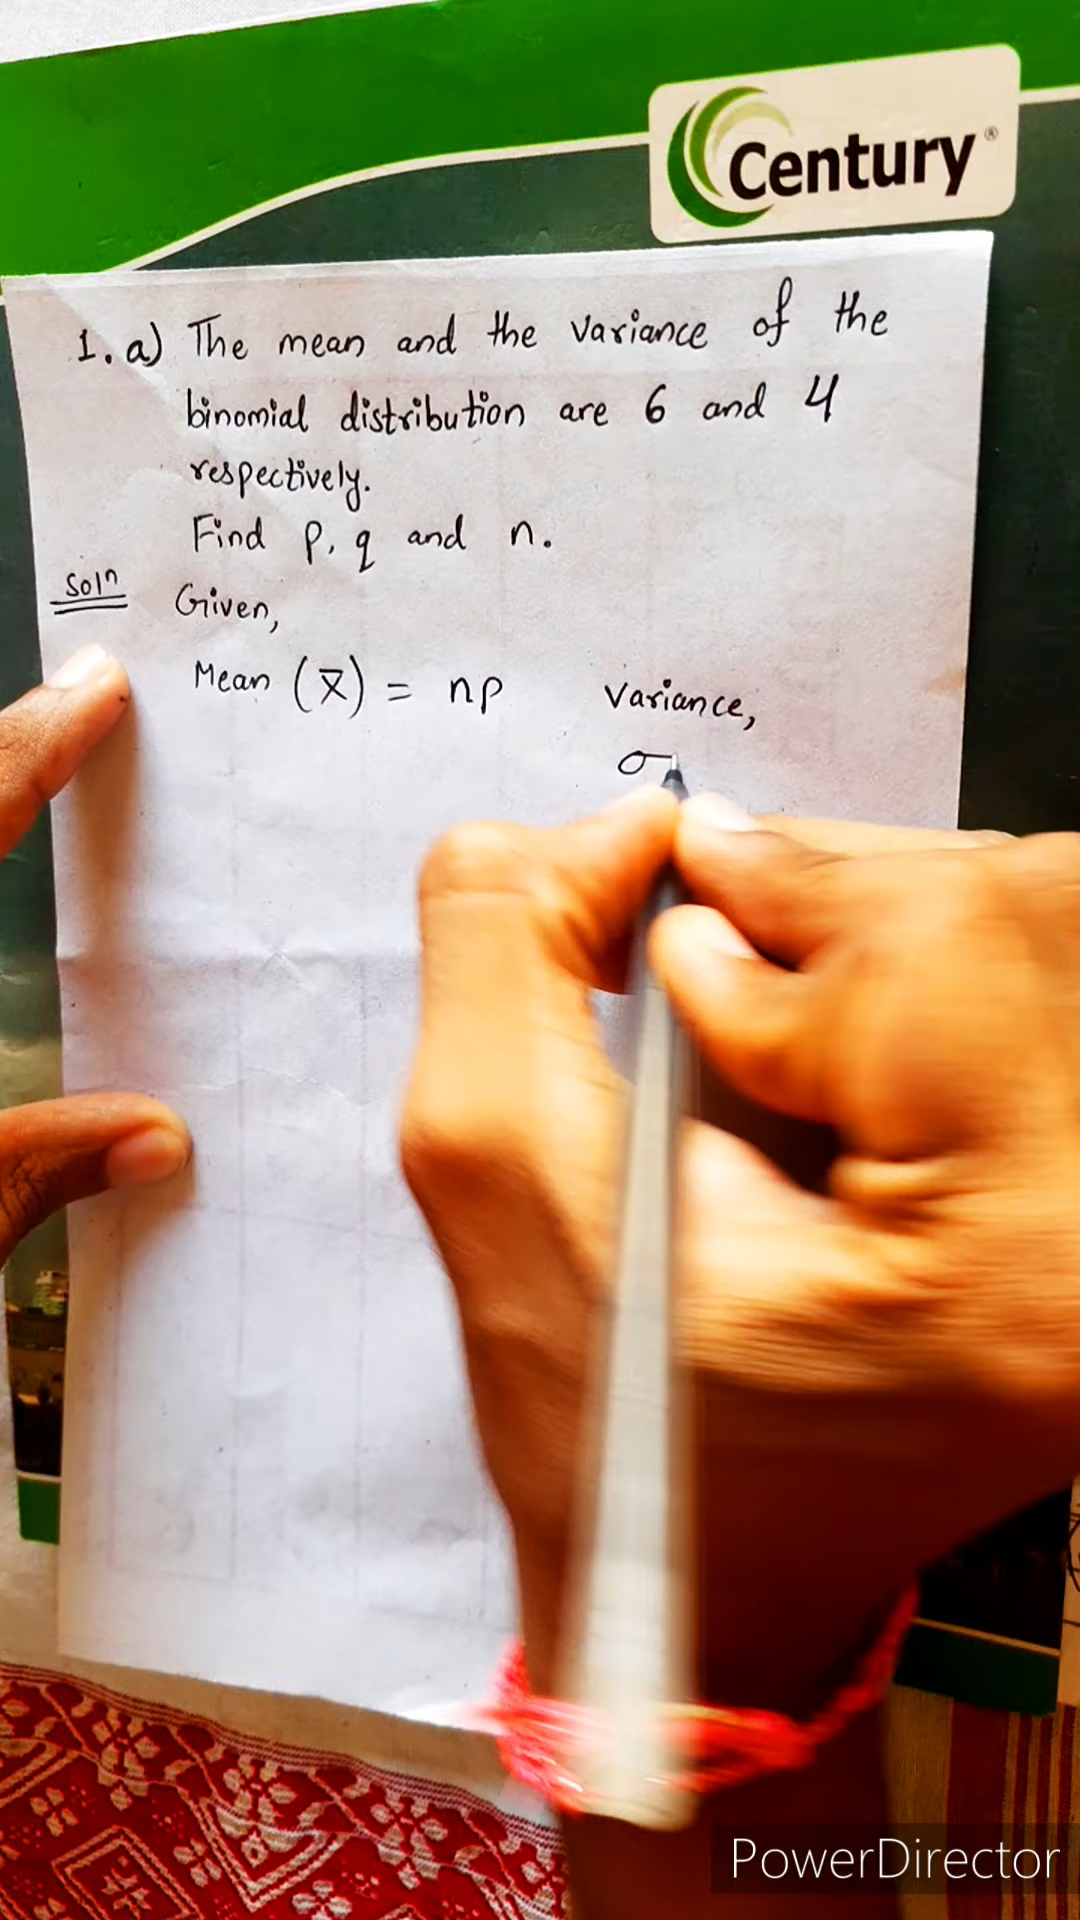 Century®
1. a) The mean and the variance of the
binomial distribution are 6 and 4
respectively.
Find p, q and n.
Soln Given,
Mean (x̅) = np Variance,
σ
PowerDirector